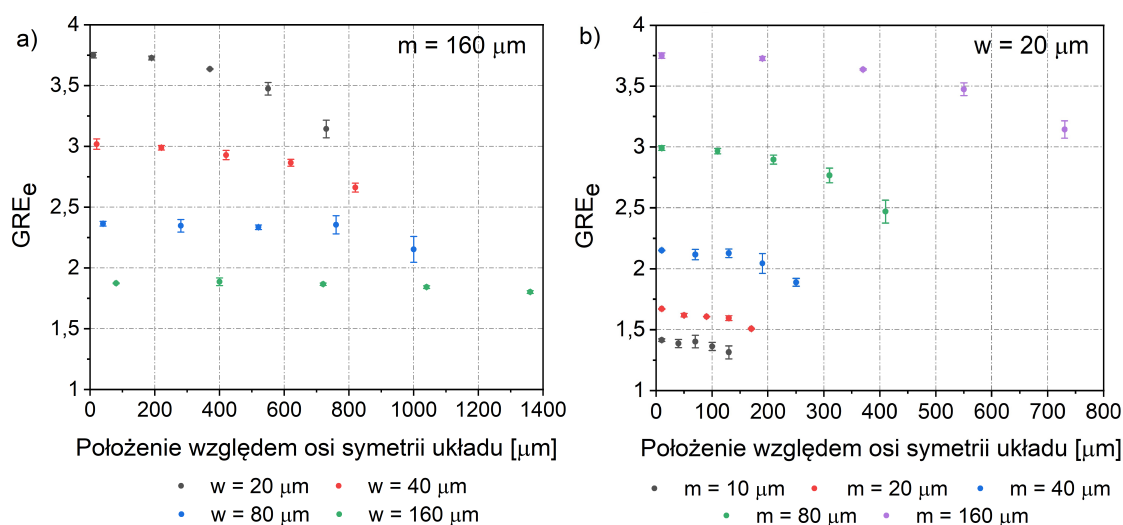 a)
m = 160 μm
4
3,5
3
2,5
2
1,5
1
GREe
0 200 400 600 800 1000 1200 1400
Położenie względem osi symetrii układu [μm]
w = 20 μm w = 40 μm
w = 80 μm w = 160 μm
b)
w = 20 μm
4
3,5
3
2,5
2
1,5
1
GREe
0 100 200 300 400 500 600 700 800
Położenie względem osi symetrii układu [μm]
m = 10 μm m = 20 μm m = 40 μm
m = 80 μm m = 160 μm